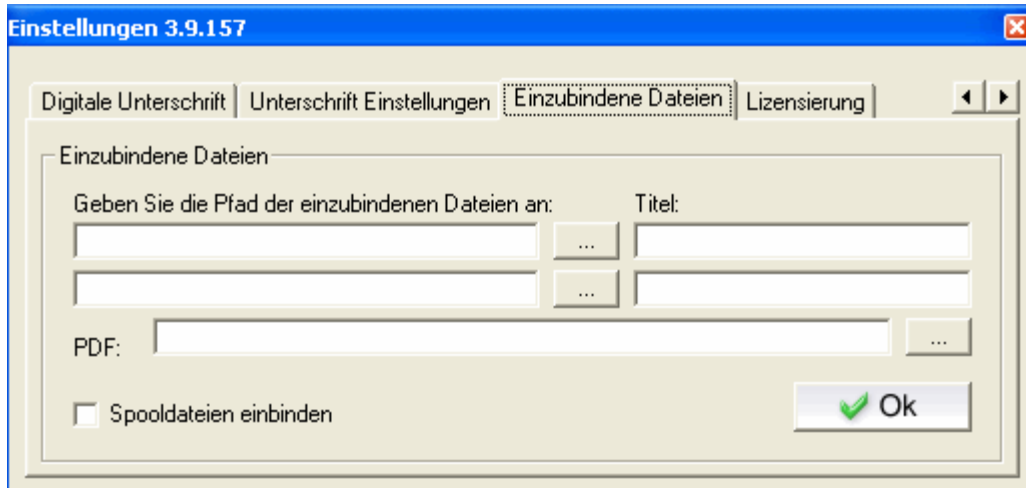 Einstellungen 3.9.157
Digitale Unterschrift Unterschrift Einstellungen Einzubindene Dateien Lizensierung
Einzubindene Dateien
Geben Sie die Pfad der einzubindenen Dateien an: Titel:
...
...
PDF: ...
Spooldateien einbinden Ok